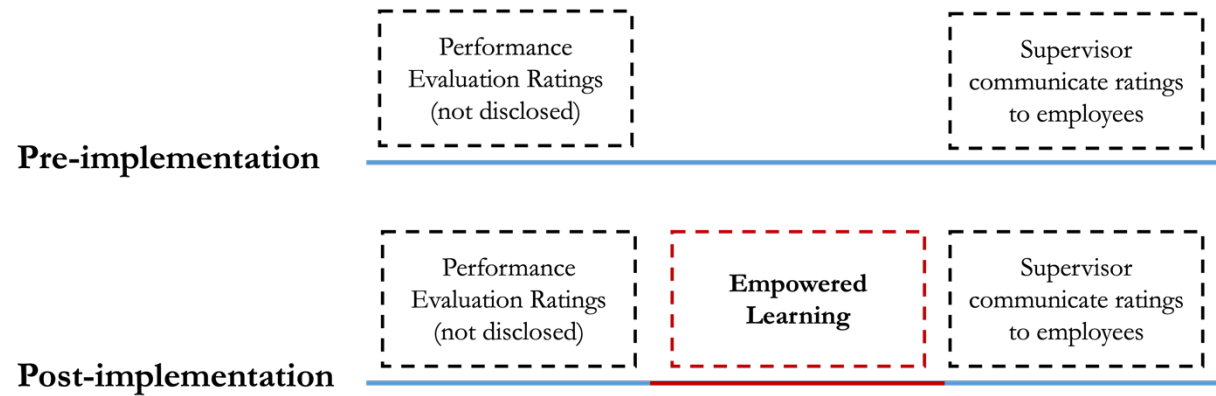 Performance
Evaluation Ratings
(not disclosed)
Supervisor
communicate ratings
to employees
Pre-implementation
Performance
Evaluation Ratings
(not disclosed)
Empowered
Learning
Supervisor
communicate ratings
to employees
Post-implementation